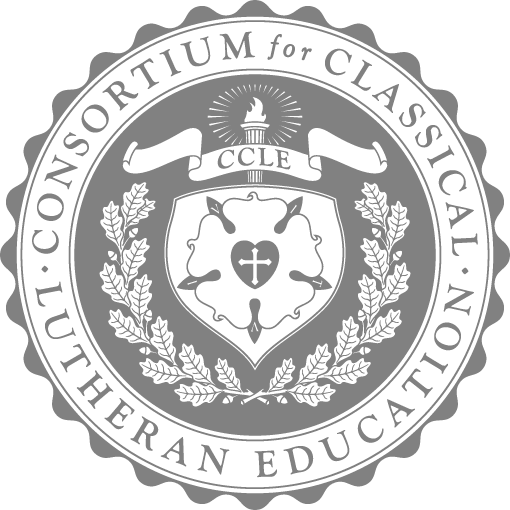 CONSORTIUM for CLASSICAL
· LUTHERAN EDUCATION ·
CCLE